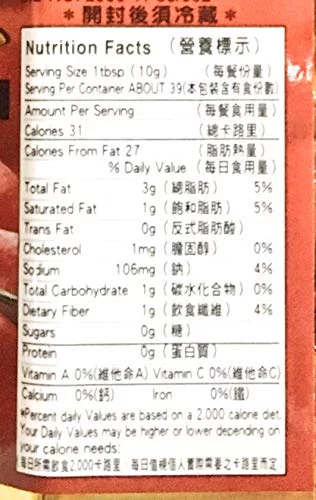 ＊開封後須冷藏＊
Nutrition Facts （營養標示）
Serving Size 1tbsp (10g) （每餐份量）
Serving Per Container ABOUT 39(本包裝含有食份數)
Amount Per Serving （每餐食用量）
Calories 31 （總卡路里）
Calories From Fat 27 （脂肪熱量）
% Daily Value （每日食用量）
Total Fat 3g（總脂肪） 5%
Saturated Fat 1g（飽和脂肪） 5%
Trans Fat 0g（反式脂肪酸）
Cholesterol 1mg（膽固醇） 0%
Sodium 106mg（鈉） 4%
Total Carbohydrate 1g（碳水化合物）0%
Dietary Fiber 1g（飲食纖維） 4%
Sugars 0g（糖）
Protein 0g（蛋白質）
Vitamin A 0%(維他命A) Vitamin C 0%(維他命C)
Calcium 0%(鈣) Iron 0%(鐵)
*Percent daily Values are based on a 2.000 calorie diet.
Your Daily Values may be higher or lower depending on
your calorie needs:
每日所需飲食2,000卡路里 每日值視個人實際需要之卡路里而定